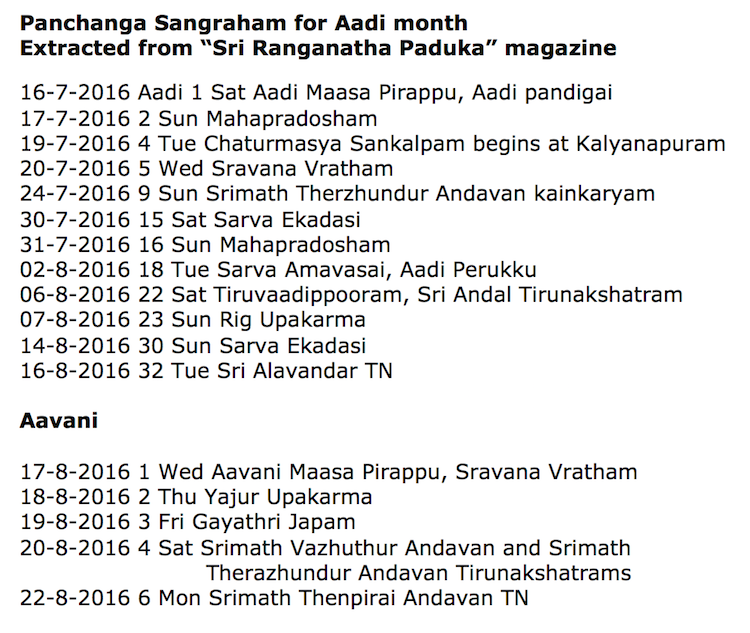 Panchanga Sangraham for Aadi month
Extracted from “Sri Ranganatha Paduka” magazine
16-7-2016 Aadi 1 Sat Aadi Maasa Pirappu, Aadi pandigai
17-7-2016 2 Sun Mahapradosham
19-7-2016 4 Tue Chaturmasya Sankalpam begins at Kalyanapuram
20-7-2016 5 Wed Sravana Vratham
24-7-2016 9 Sun Srimath Therzhundur Andavan kainkaryam
30-7-2016 15 Sat Sarva Ekadasi
31-7-2016 16 Sun Mahapradosham
02-8-2016 18 Tue Sarva Amavasai, Aadi Perukku
06-8-2016 22 Sat Tiruvaadippooram, Sri Andal Tirunakshatram
07-8-2016 23 Sun Rig Upakarma
14-8-2016 30 Sun Sarva Ekadasi
16-8-2016 32 Tue Sri Alavandar TN
Aavani
17-8-2016 1 Wed Aavani Maasa Pirappu, Sravana Vratham
18-8-2016 2 Thu Yajur Upakarma
19-8-2016 3 Fri Gayathri Japam
20-8-2016 4 Sat Srimath Vazhuthur Andavan and Srimath
Therazhundur Andavan Tirunakshatrams
22-8-2016 6 Mon Srimath Thenpirai Andavan TN